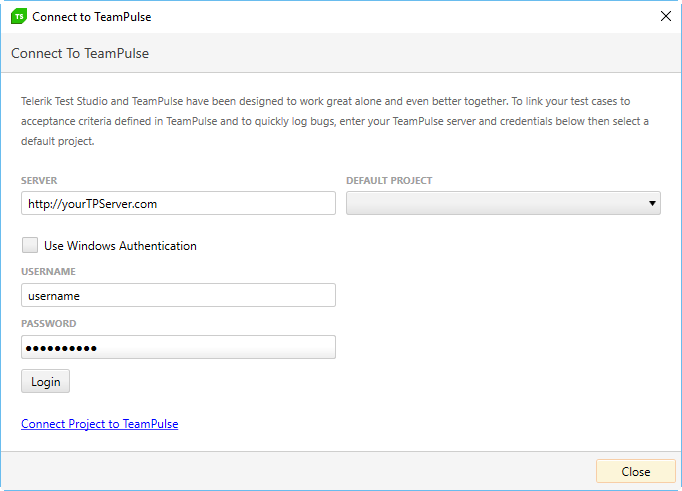 TS Connect to TeamPulse
Connect To TeamPulse
Telerik Test Studio and TeamPulse have been designed to work great alone and even better together. To link your test cases to
acceptance criteria defined in TeamPulse and to quickly log bugs, enter your TeamPulse server and credentials below then select a
default project.
SERVER
DEFAULT PROJECT
http://yourTPServer.com
Use Windows Authentication
USERNAME
username
PASSWORD
●●●●●●●●●●
Login
Connect Project to TeamPulse
Close